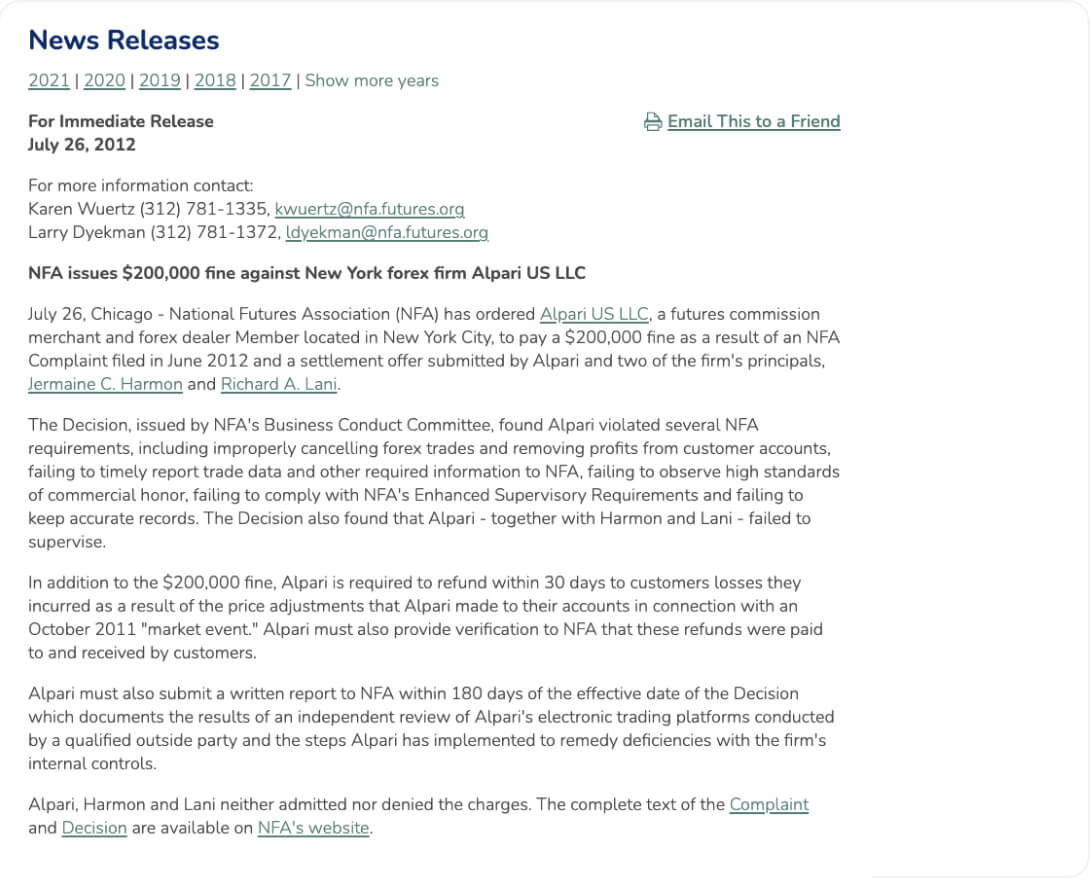 News Releases
2021 | 2020 | 2019 | 2018 | 2017 | Show more years
For Immediate Release
Email This to a Friend
July 26, 2012
For more information contact:
Karen Wuertz (312) 781-1335, kwuertz@nfa.futures.org
Larry Dyekman (312) 781-1372, ldyekman@nfa.futures.org
NFA issues $200,000 fine against New York forex firm Alpari US LLC
July 26, Chicago - National Futures Association (NFA) has ordered Alpari US LLC, a futures commission
merchant and forex dealer Member located in New York City, to pay a $200,000 fine as a result of an NFA
Complaint filed in June 2012 and a settlement offer submitted by Alpari and two of the firm's principals,
Jermaine C. Harmon and Richard A. Lani.
The Decision, issued by NFA's Business Conduct Committee, found Alpari violated several NFA
requirements, including improperly cancelling forex trades and removing profits from customer accounts,
failing to timely report trade data and other required information to NFA, failing to observe high standards
of commercial honor, failing to comply with NFA's Enhanced Supervisory Requirements and failing to
keep accurate records. The Decision also found that Alpari - together with Harmon and Lani - failed to
supervise.
In addition to the $200,000 fine, Alpari is required to refund within 30 days to customers losses they
incurred as a result of the price adjustments that Alpari made to their accounts in connection with an
October 2011 "market event." Alpari must also provide verification to NFA that these refunds were paid
to and received by customers.
Alpari must also submit a written report to NFA within 180 days of the effective date of the Decision
which documents the results of an independent review of Alpari's electronic trading platforms conducted
by a qualified outside party and the steps Alpari has implemented to remedy deficiencies with the firm's
internal controls.
Alpari, Harmon and Lani neither admitted nor denied the charges. The complete text of the Complaint
and Decision are available on NFA's website.